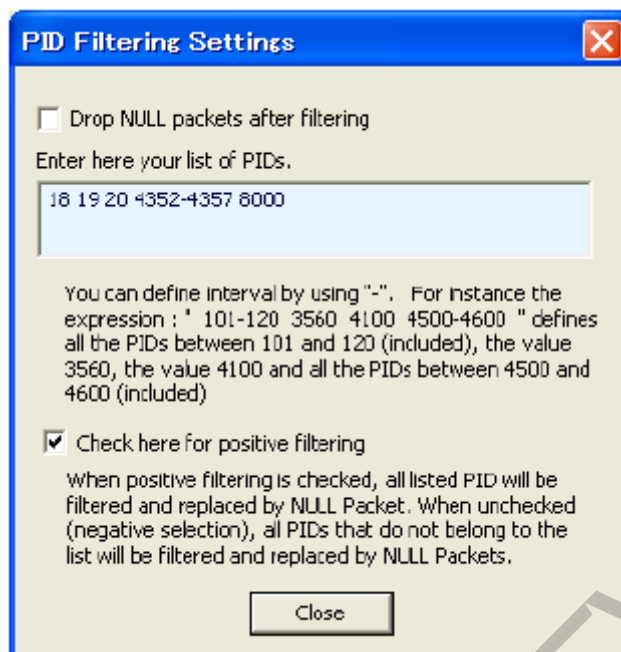 PID Filtering Settings
Drop NULL packets after filtering
Enter here your list of PIDs.
18 19 20 4352-4357 8000
You can define interval by using "-". For instance the
expression : " 101-120 3560 4100 4500-4600 " defines
all the PIDs between 101 and 120 (included), the value
3560, the value 4100 and all the PIDs between 4500 and
4600 (included)
Check here for positive filtering
When positive filtering is checked, all listed PID will be
filtered and replaced by NULL Packet. When unchecked
(negative selection), all PIDs that do not belong to the
list will be filtered and replaced by NULL Packets.
Close